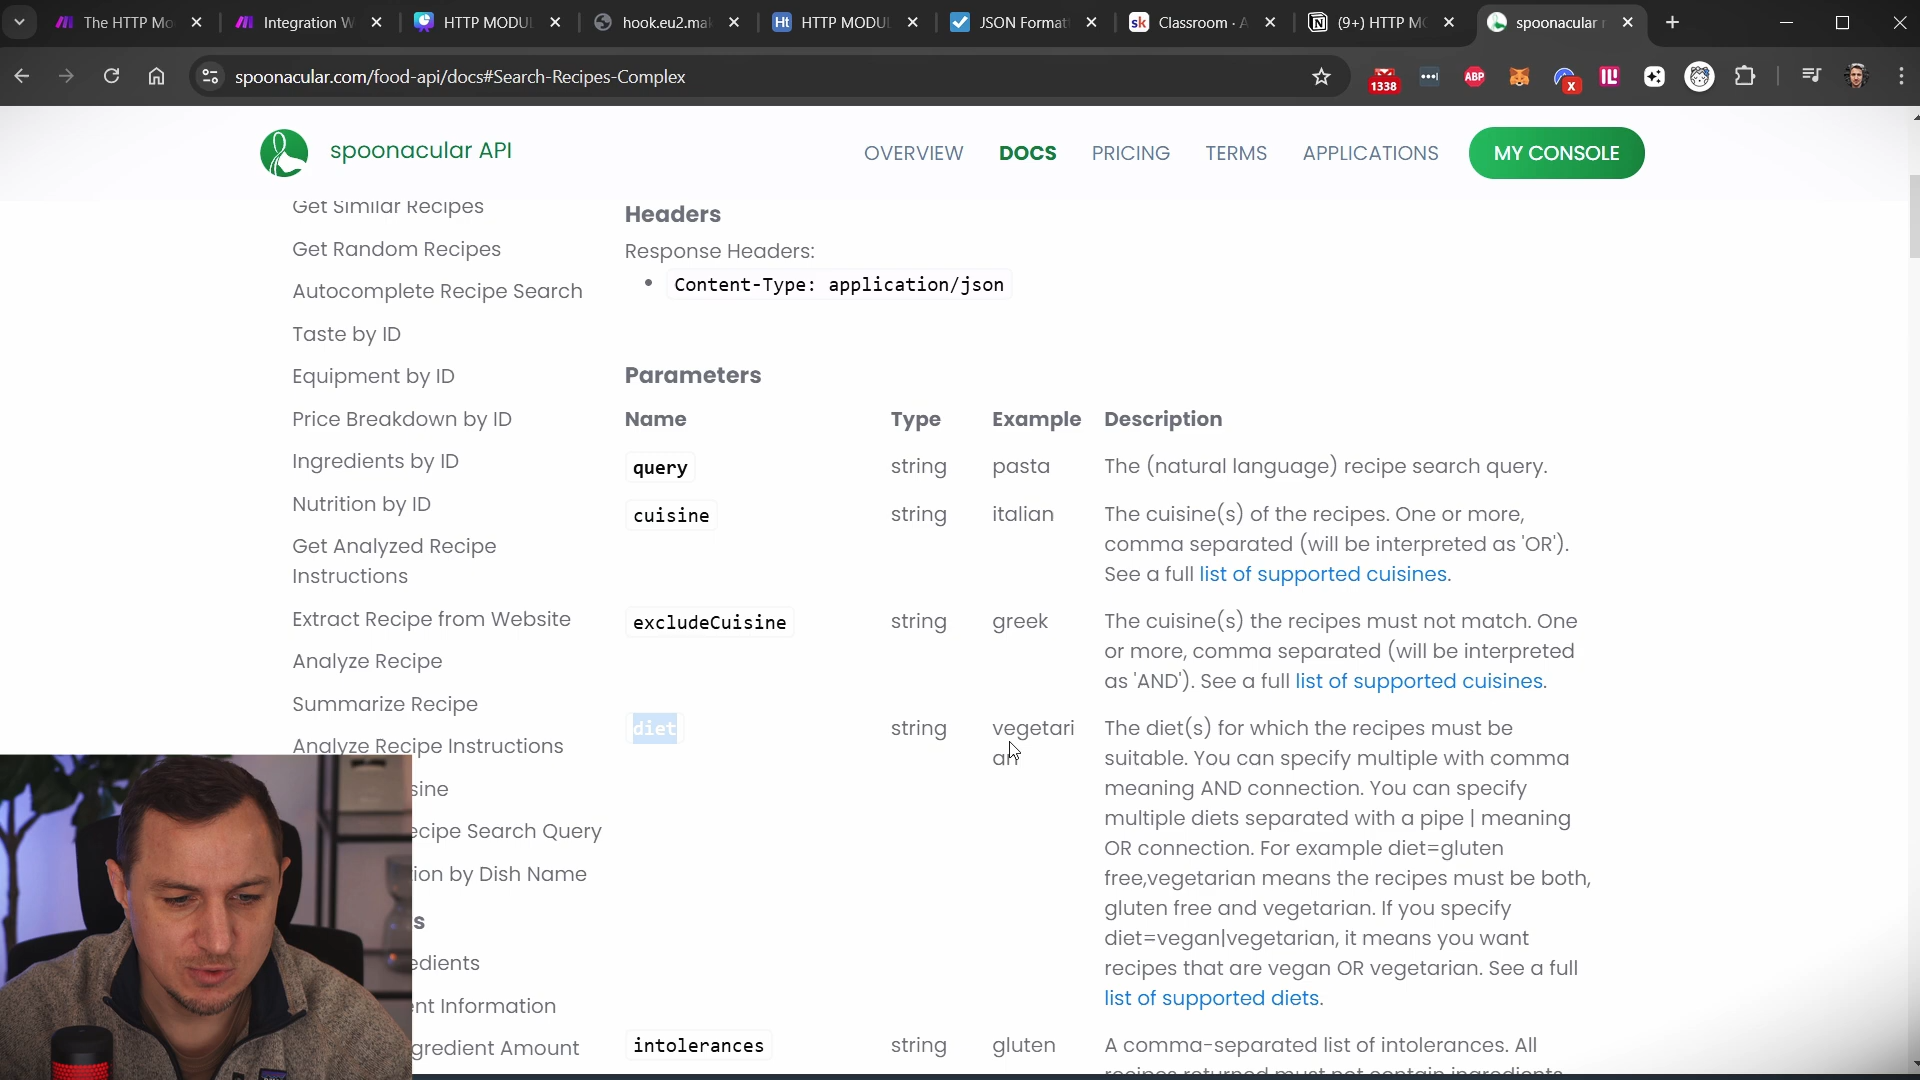 The HTTP Mo
Integration W
HTTP MODUL
hook.eu2.mak
HTTP MODUL
JSON Formatt
Classroom · A
(9+) HTTP MO
spoonacular r
spoonacular.com/food-api/docs#Search-Recipes-Complex
1338
ABP
X
spoonacular API
OVERVIEW
DOCS
PRICING
TERMS
APPLICATIONS
MY CONSOLE
Get Similar Recipes
Get Random Recipes
Autocomplete Recipe Search
Taste by ID
Equipment by ID
Price Breakdown by ID
Ingredients by ID
Nutrition by ID
Get Analyzed Recipe
Instructions
Extract Recipe from Website
Analyze Recipe
Summarize Recipe
Analyze Recipe Instructions
sine
ecipe Search Query
ion by Dish Name
s
edients
nt Information
gredient Amount
Headers
Response Headers:
• Content-Type: application/json
Parameters
Name Type Example Description
query string pasta The (natural language) recipe search query.
cuisine string italian The cuisine(s) of the recipes. One or more,
comma separated (will be interpreted as 'OR').
See a full list of supported cuisines.
excludeCuisine string greek The cuisine(s) the recipes must not match. One
or more, comma separated (will be interpreted
as 'AND'). See a full list of supported cuisines.
diet string vegetari The diet(s) for which the recipes must be
an suitable. You can specify multiple with comma
meaning AND connection. You can specify
multiple diets separated with a pipe | meaning
OR connection. For example diet=gluten
free,vegetarian means the recipes must be both,
gluten free and vegetarian. If you specify
diet=vegan|vegetarian, it means you want
recipes that are vegan OR vegetarian. See a full
list of supported diets.
intolerances string gluten A comma-separated list of intolerances. All
recipes returned must not contain ingredients